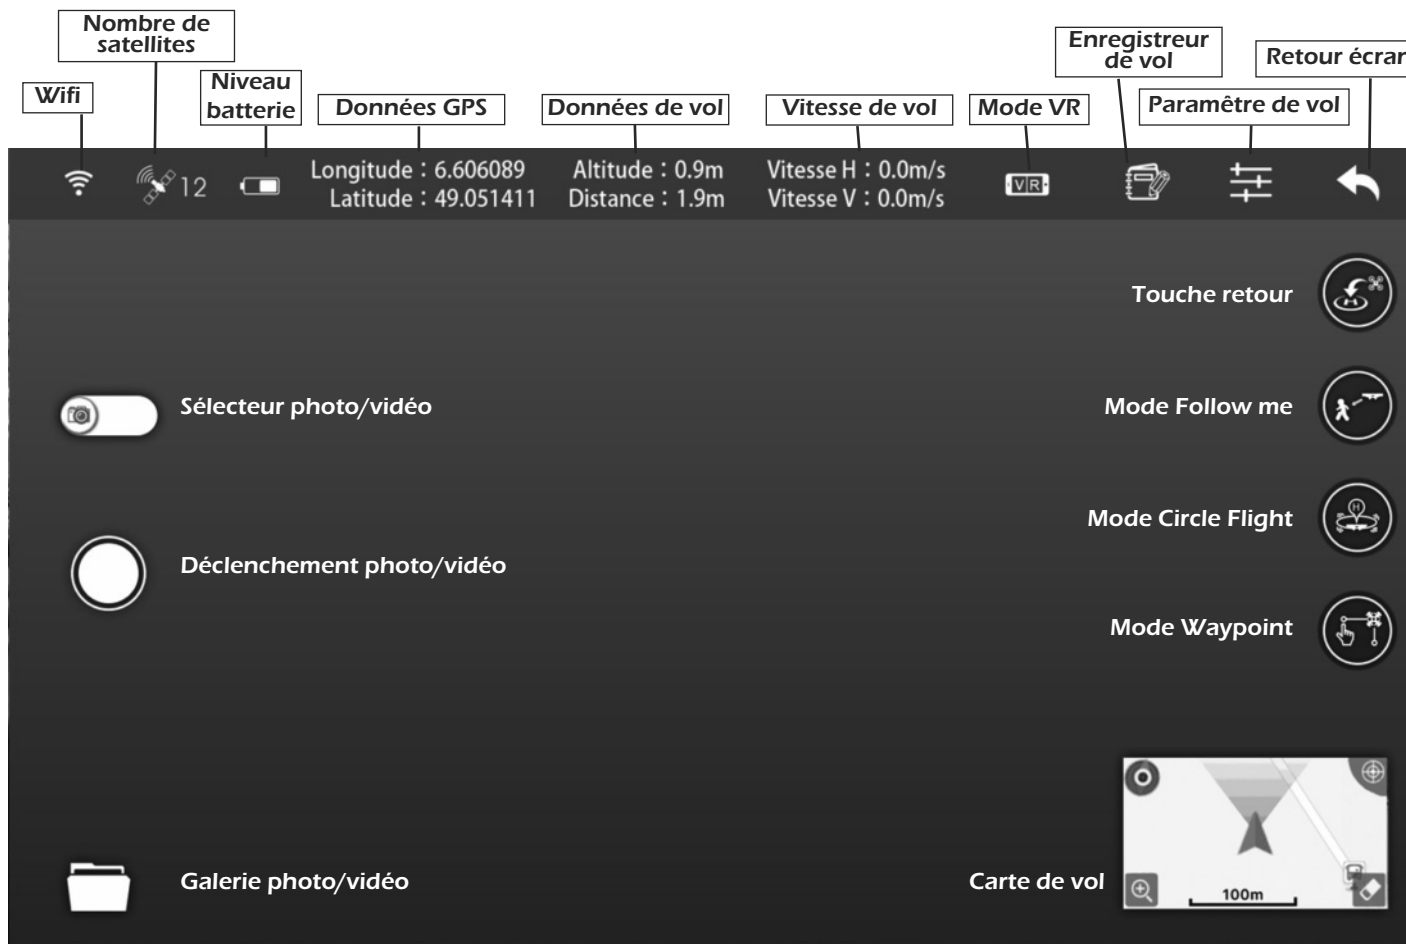 Nombre de
satellites
Wifi
Niveau
batterie
Données GPS
Données de vol
Vitesse de vol
Mode VR
Enregistreur
de vol
Paramêtre de vol
Retour écran
12
Longitude : 6.606089
Latitude : 49.051411
Altitude : 0.9m
Distance : 1.9m
Vitesse H : 0.0m/s
Vitesse V : 0.0m/s
VR
Touche retour
Sélecteur photo/vidéo
Mode Follow me
Mode Circle Flight
H
Déclenchement photo/vidéo
Mode Waypoint
Galerie photo/vidéo
Carte de vol
100m